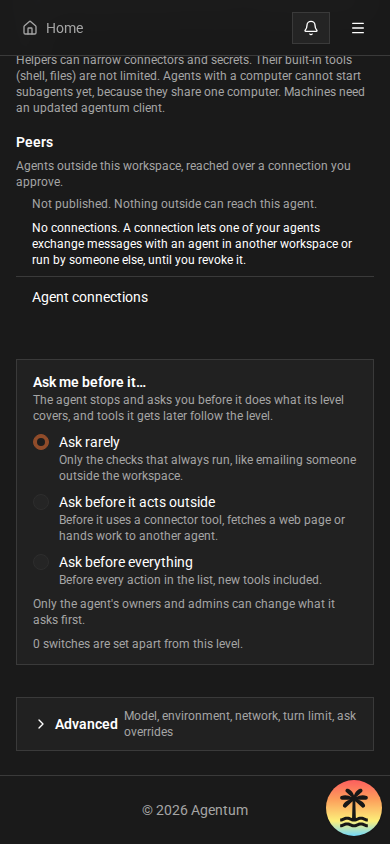 Home
Helpers can narrow connectors and secrets. Their built-in tools
(shell, files) are not limited. Agents with a computer cannot start
subagents yet, because they share one computer. Machines need
an updated agentum client.
Peers
Agents outside this workspace, reached over a connection you
approve.
Not published. Nothing outside can reach this agent.
No connections. A connection lets one of your agents
exchange messages with an agent in another workspace or
run by someone else, until you revoke it.
Agent connections
Ask me before it…
The agent stops and asks you before it does what its level
covers, and tools it gets later follow the level.
Ask rarely
Only the checks that always run, like emailing someone
outside the workspace.
Ask before it acts outside
Before it uses a connector tool, fetches a web page or
hands work to another agent.
Ask before everything
Before every action in the list, new tools included.
Only the agent's owners and admins can change what it
asks first.
0 switches are set apart from this level.
Advanced
Model, environment, network, turn limit, ask
overrides
© 2026 Agentum